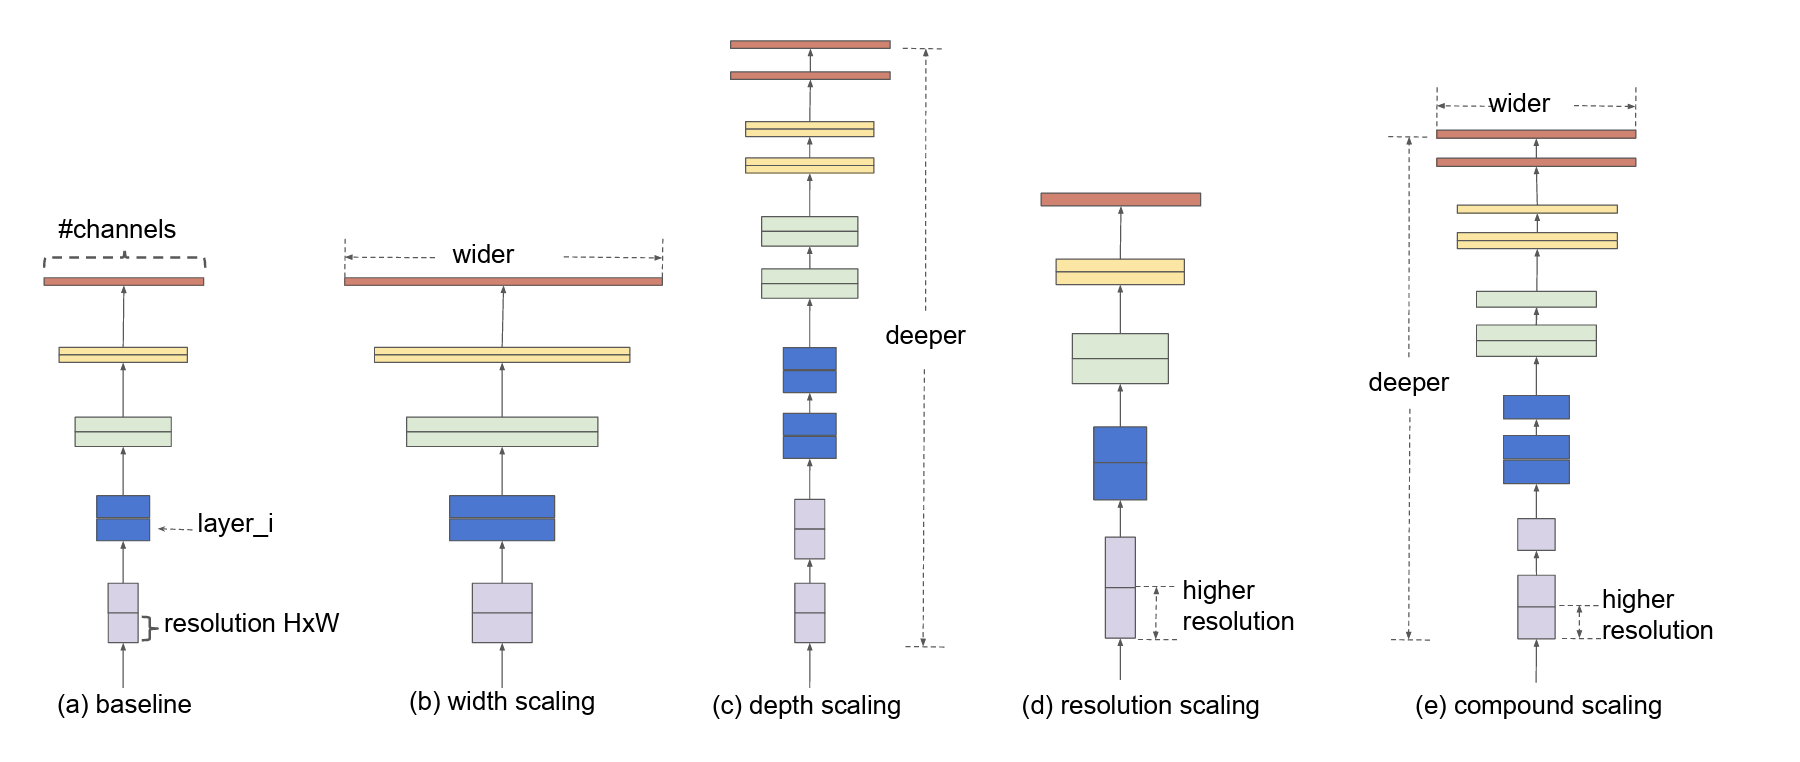 #channels
layer_i
resolution HxW
(a) baseline
wider
(b) width scaling
deeper
(c) depth scaling
higher
resolution
(d) resolution scaling
wider
deeper
higher
resolution
(e) compound scaling